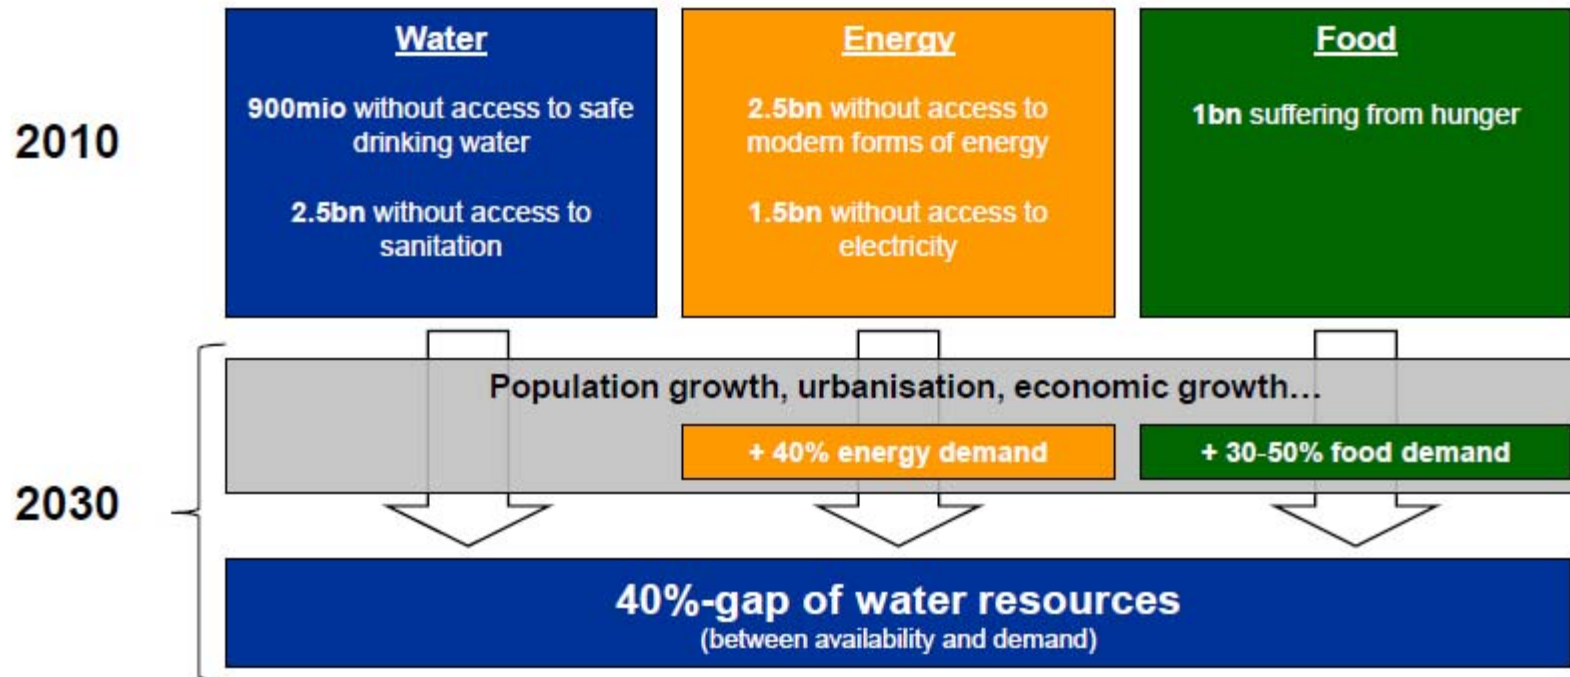 2010
Water
900mio without access to safe
drinking water
2.5bn without access to
sanitation
Energy
2.5bn without access to
modern forms of energy
1.5bn without access to
electricity
Food
1bn suffering from hunger
2030
Population growth, urbanisation, economic growth…
+ 40% energy demand
+ 30-50% food demand
40%-gap of water resources
(between availability and demand)